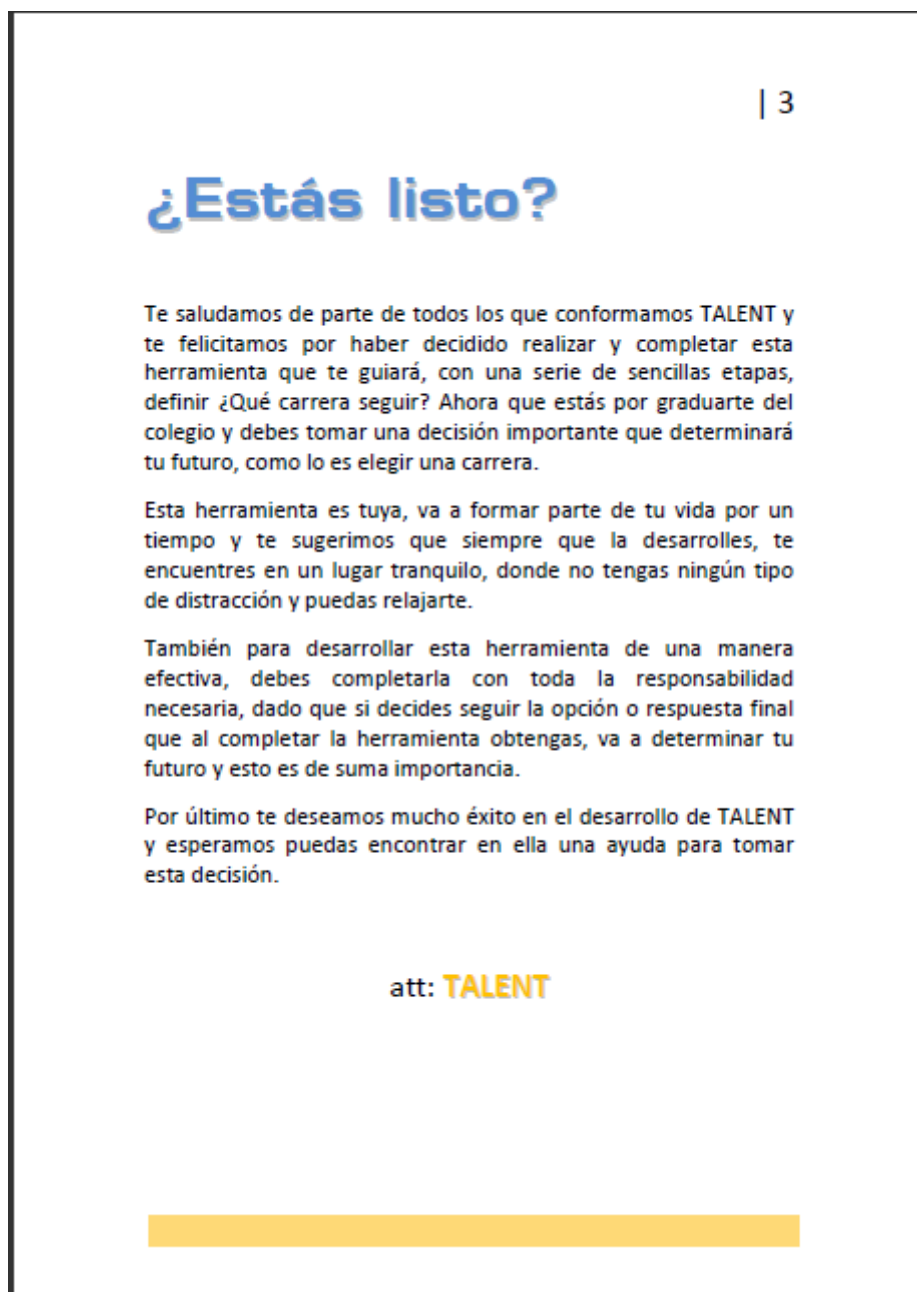 | 3
¿Estás listo?
Te saludamos de parte de todos los que conformamos TALENT y
te felicitamos por haber decidido realizar y completar esta
herramienta que te guiará, con una serie de sencillas etapas,
definir ¿Qué carrera seguir? Ahora que estás por graduarte del
colegio y debes tomar una decisión importante que determinará
tu futuro, como lo es elegir una carrera.
Esta herramienta es tuya, va a formar parte de tu vida por un
tiempo y te sugerimos que siempre que la desarrolles, te
encuentres en un lugar tranquilo, donde no tengas ningún tipo
de distracción y puedas relajarte.
También para desarrollar esta herramienta de una manera
efectiva, debes completarla con toda la responsabilidad
necesaria, dado que si decides seguir la opción o respuesta final
que al completar la herramienta obtengas, va a determinar tu
futuro y esto es de suma importancia.
Por último te deseamos mucho éxito en el desarrollo de TALENT
y esperamos puedas encontrar en ella una ayuda para tomar
esta decisión.
att: TALENT